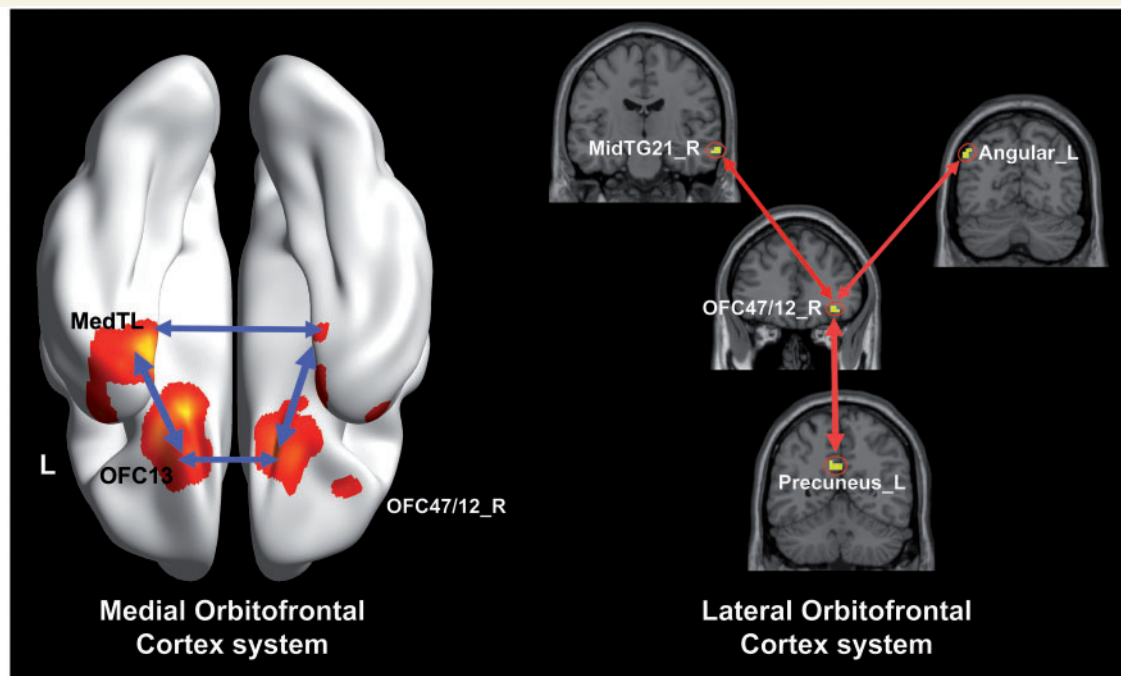 MedTL
L
OFC13
OFC47/12_R
Medial Orbitofrontal
Cortex system
MidTG21_R
Angular_L
OFC47/12_R
Precuneus_L
Lateral Orbitofrontal
Cortex system